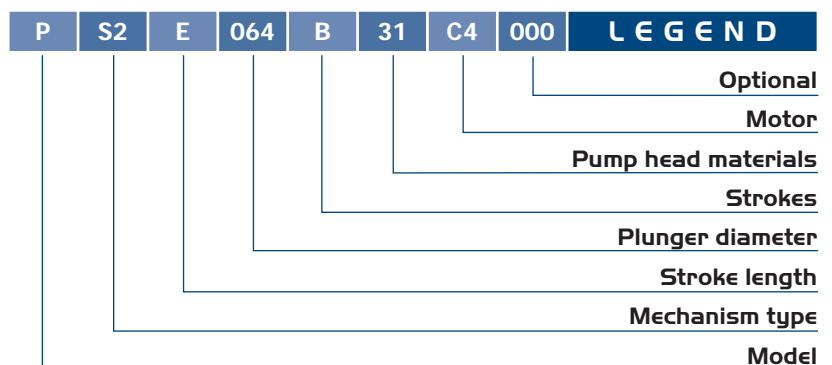 P S2 E 064 B 31 C4 000 LEGEND
Optional
Motor
Pump head materials
Strokes
Plunger diameter
Stroke length
Mechanism type
Model